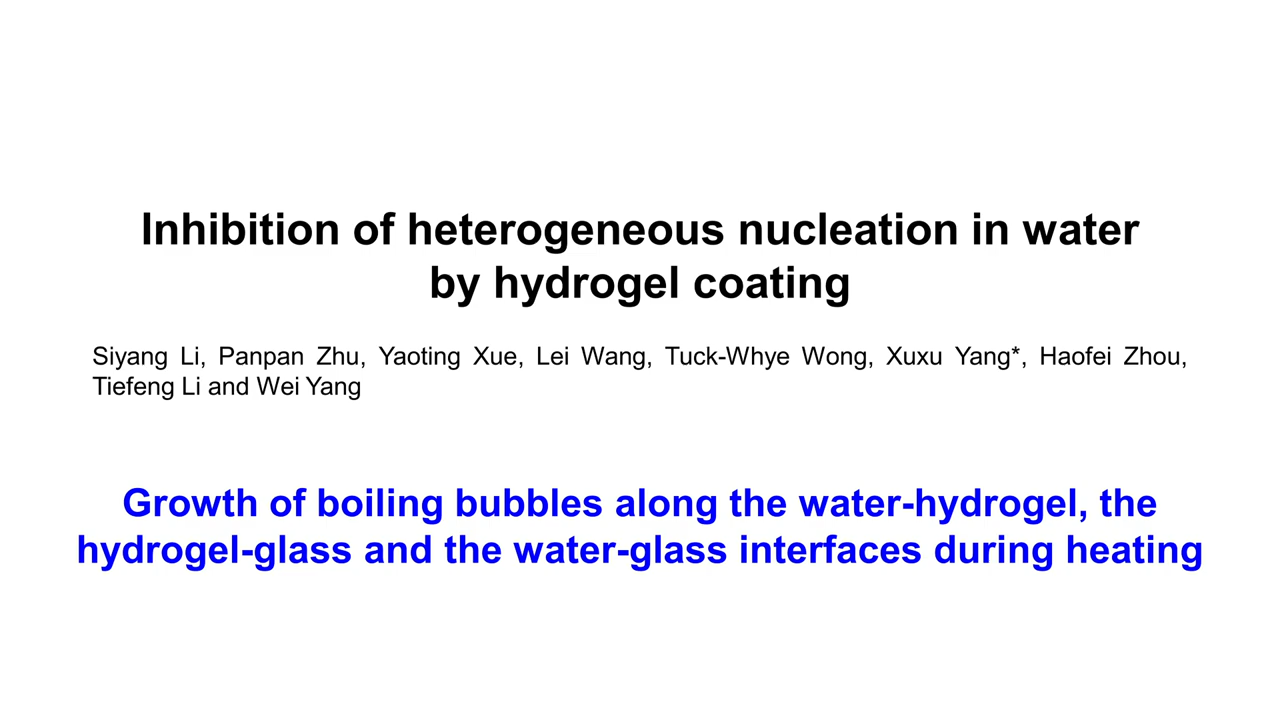 Inhibition of heterogeneous nucleation in water
by hydrogel coating
Siyang Li, Panpan Zhu, Yaoting Xue, Lei Wang, Tuck-Whye Wong, Xuxu Yang*, Haofei Zhou,
Tiefeng Li and Wei Yang
Growth of boiling bubbles along the water-hydrogel, the
hydrogel-glass and the water-glass interfaces during heating